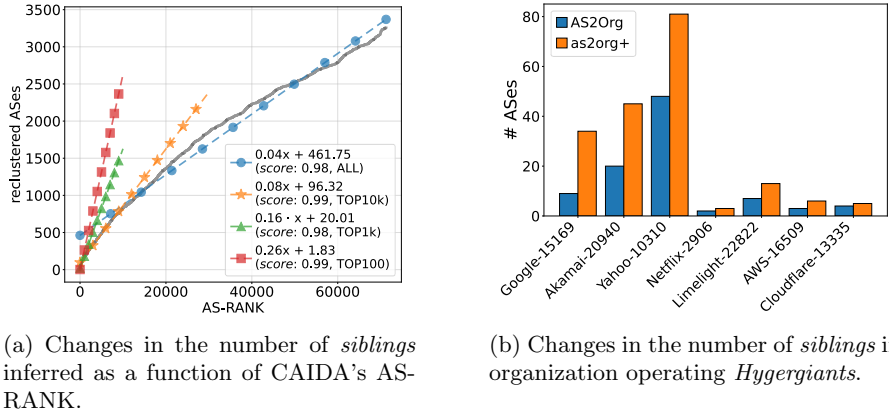 3500
3000
2500
2000
1500
1000
500
0
reclustered ASes
0.04x + 461.75
(score: 0.98, ALL)
0.08x + 96.32
(score: 0.99, TOP10k)
0.16 · x + 20.01
(score: 0.98, TOP1k)
0.26x + 1.83
(score: 0.99, TOP100)
0 20000 40000 60000
AS-RANK
(a) Changes in the number of siblings
inferred as a function of CAIDA's AS-
RANK.
80
60
40
20
0
# ASes
AS2Org
as2org+
Google-15169
Akamai-20940
Yahoo-10310
Netflix-2906
Limelight-22822
AWS-16509
Cloudflare-13335
(b) Changes in the number of siblings i
organization operating Hygergiants.